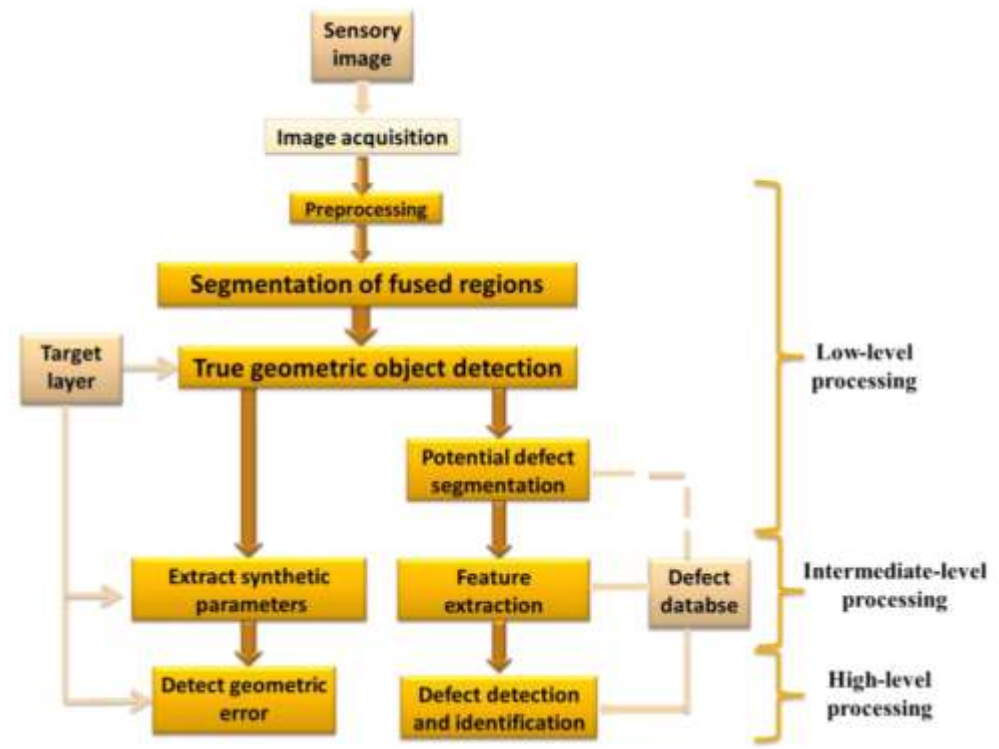 Sensory
image
Image acquisition
Preprocessing
Segmentation of fused regions
Target
layer
True geometric object detection
Low-level
processing
Potential defect
segmentation
Extract synthetic
parameters
Feature
extraction
Defect
databse
Intermediate-level
processing
Detect geometric
error
Defect detection
and identification
High-level
processing